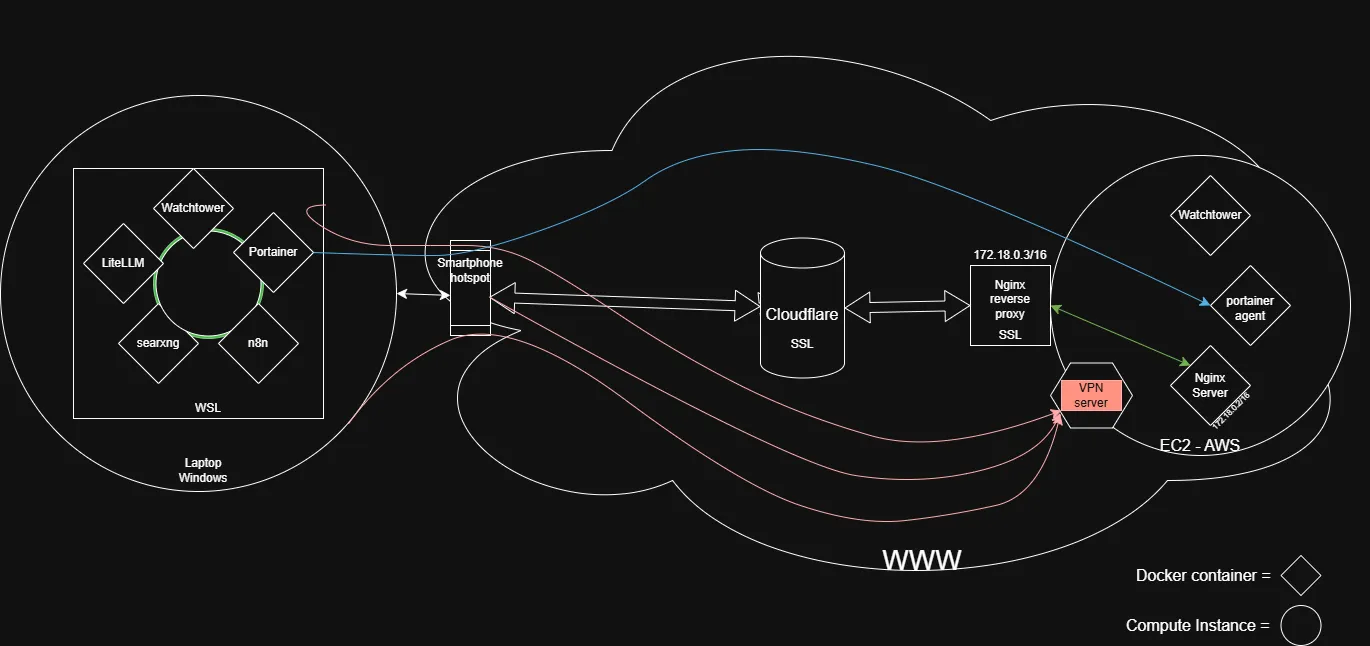 Watchtower
Portainer
LiteLLM
searxng
n8n
WSL
Laptop
Windows
Smartphone
hotspot
Cloudflare
SSL
172.18.0.3/16
Nginx
reverse
proxy
SSL
Watchtower
portainer
agent
Nginx
Server
172.18.0.2/16
VPN
server
EC2 - AWS
WWW
Docker container =
Compute Instance =